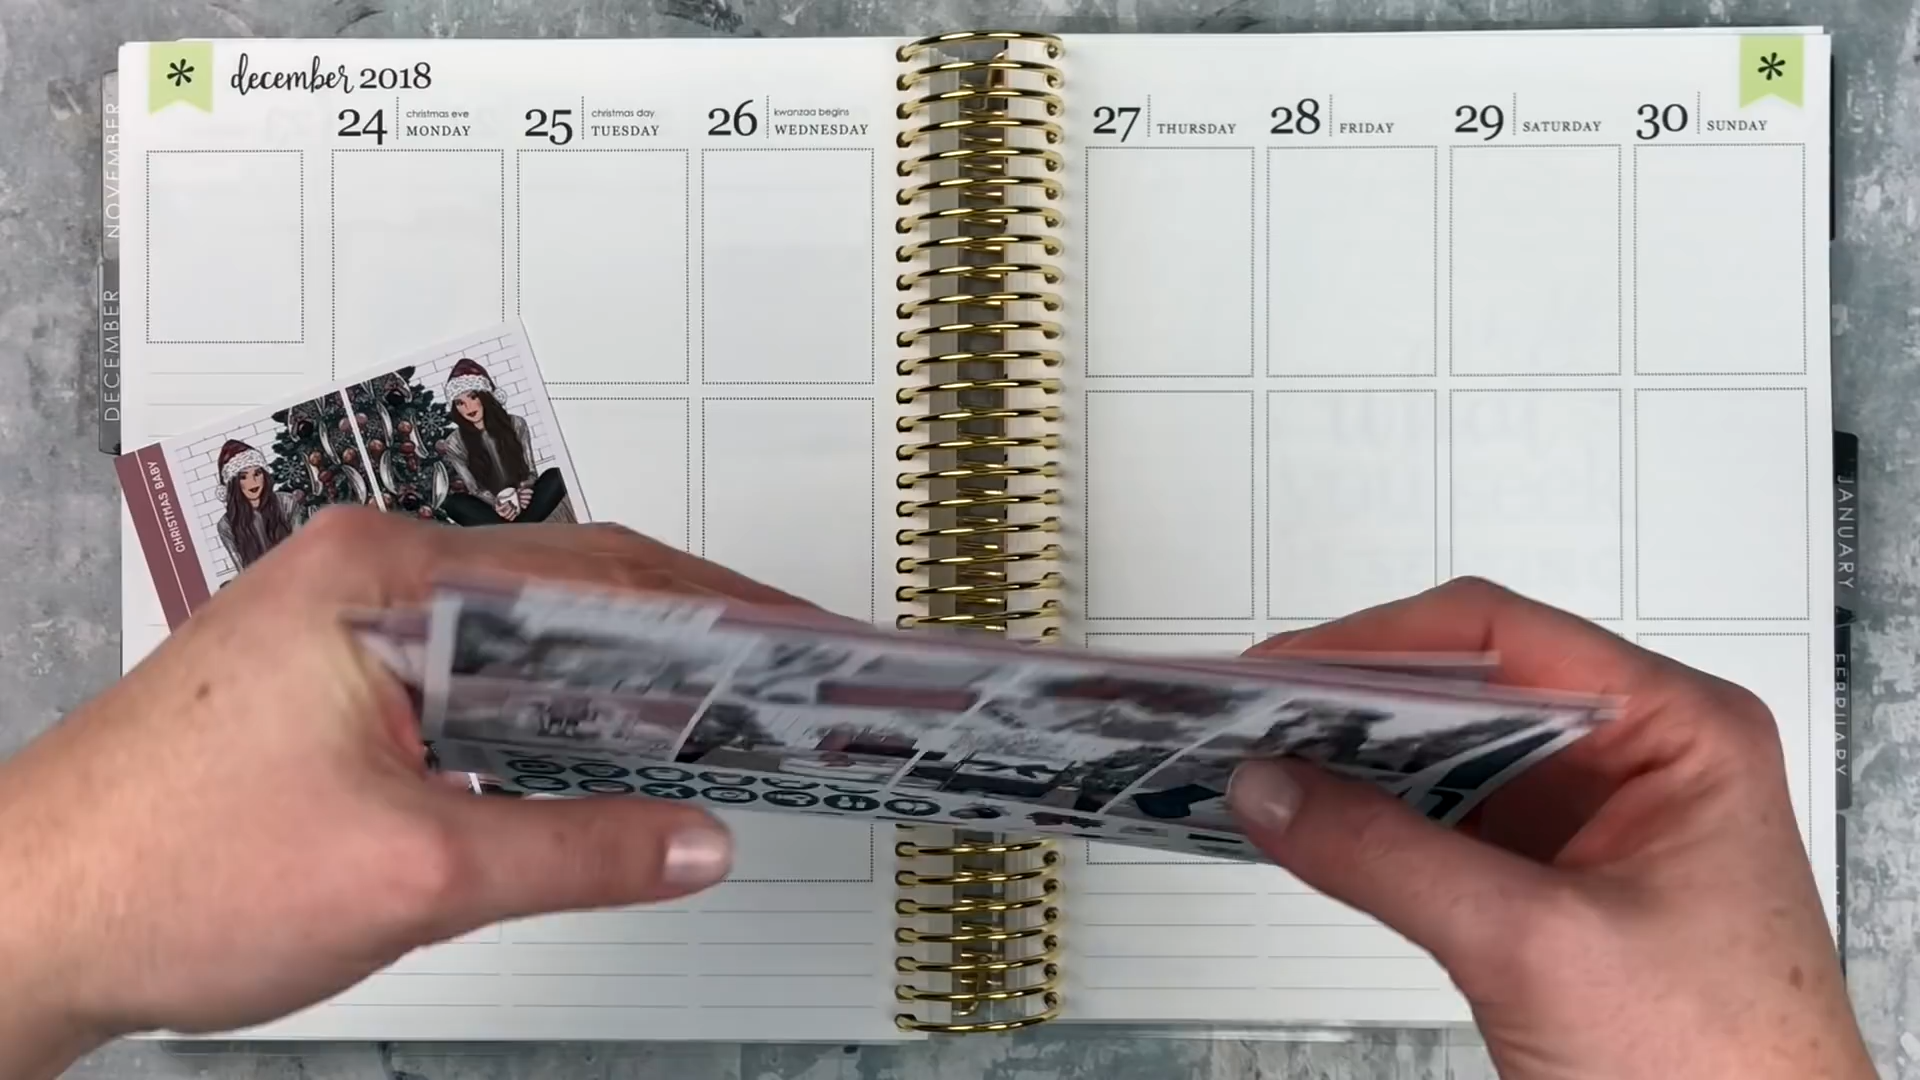 * december 2018 *
24 christmas eve MONDAY
25 christmas day TUESDAY
26 kwanzaa begins WEDNESDAY
27 THURSDAY
28 FRIDAY
29 SATURDAY
30 SUNDAY
NOVEMBER
DECEMBER
CHRISTMAS BABY
JANUARY
FEBRUARY